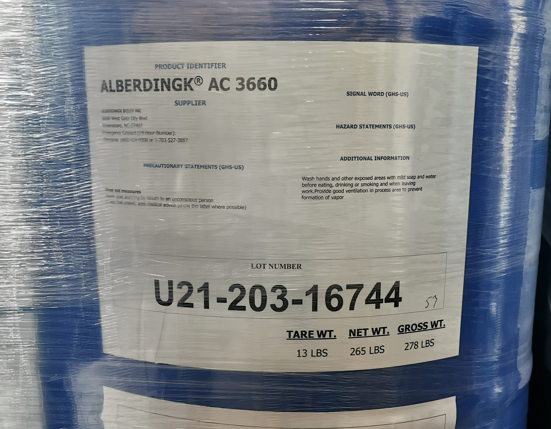 PRODUCT IDENTIFIER
ALBERDINGK® AC 3660
SUPPLIER
SIGNAL WORD (GHS-US)
HAZARD STATEMENTS (GHS-US)
PRECAUTIONARY STATEMENTS (GHS-US)
ADDITIONAL INFORMATION
Wash hands and other exposed areas with mild soap and water
before eating, drinking or smoking and when leaving
work.Provide good ventilation in process area to prevent
formation of vapor
LOT NUMBER
U21-203-16744
TARE WT. NET WT. GROSS WT.
13 LBS 265 LBS 278 LBS